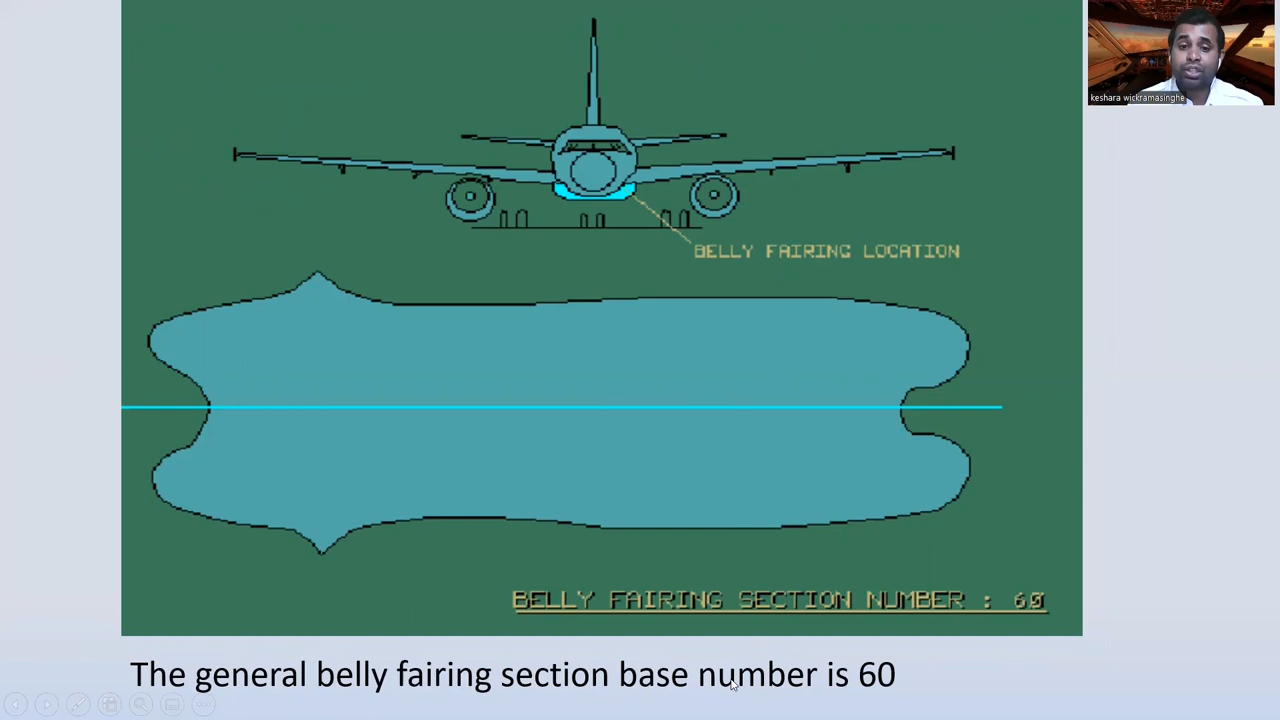 keshara wickramasinghe
BELLY FAIRING LOCATION
BELLY FAIRING SECTION NUMBER : 60
The general belly fairing section base number is 60